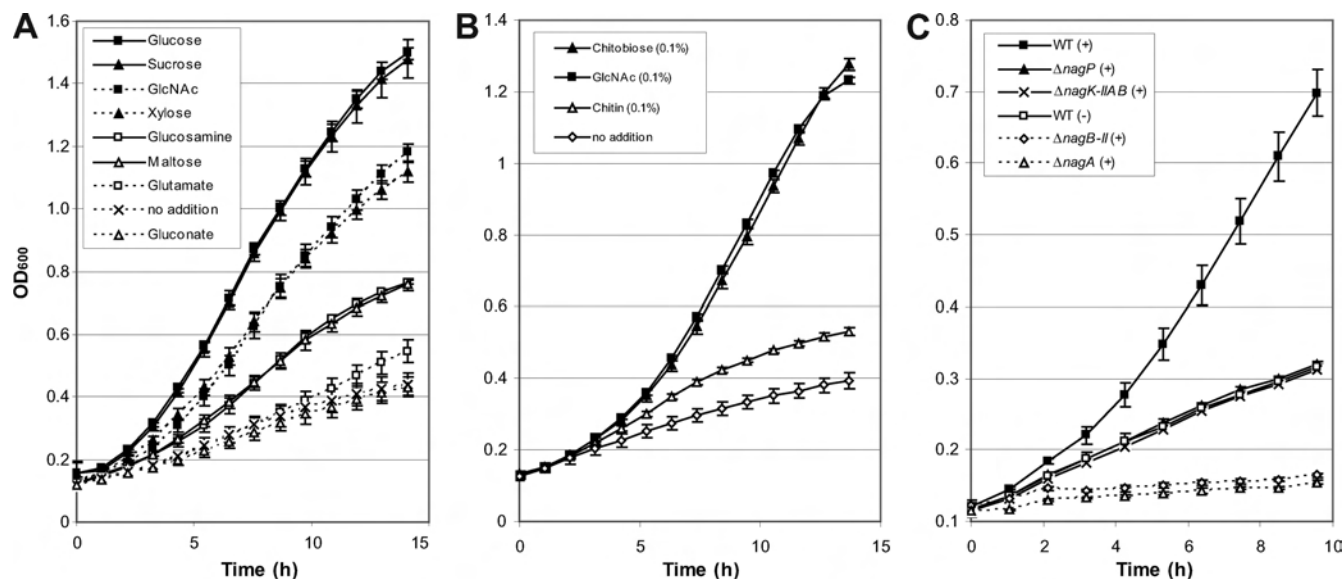 A
OD600
1.6
1.4
1.2
1.0
0.8
0.6
0.4
0.2
0
Glucose
Sucrose
GlcNAc
Xylose
Glucosamine
Maltose
Glutamate
no addition
Gluconate
0
5
10
15
Time (h)
B
1.4
1.2
1
0.8
0.6
0.4
0.2
0
Chitobiose (0.1%)
GlcNAc (0.1%)
Chitin (0.1%)
no addition
0
5
10
15
Time (h)
C
0.8
0.7
0.6
0.5
0.4
0.3
0.2
0.1
WT (+)
ΔnagP (+)
ΔnagK-IIAB (+)
WT (-)
ΔnagB-II (+)
ΔnagA (+)
0
2
4
6
8
10
Time (h)